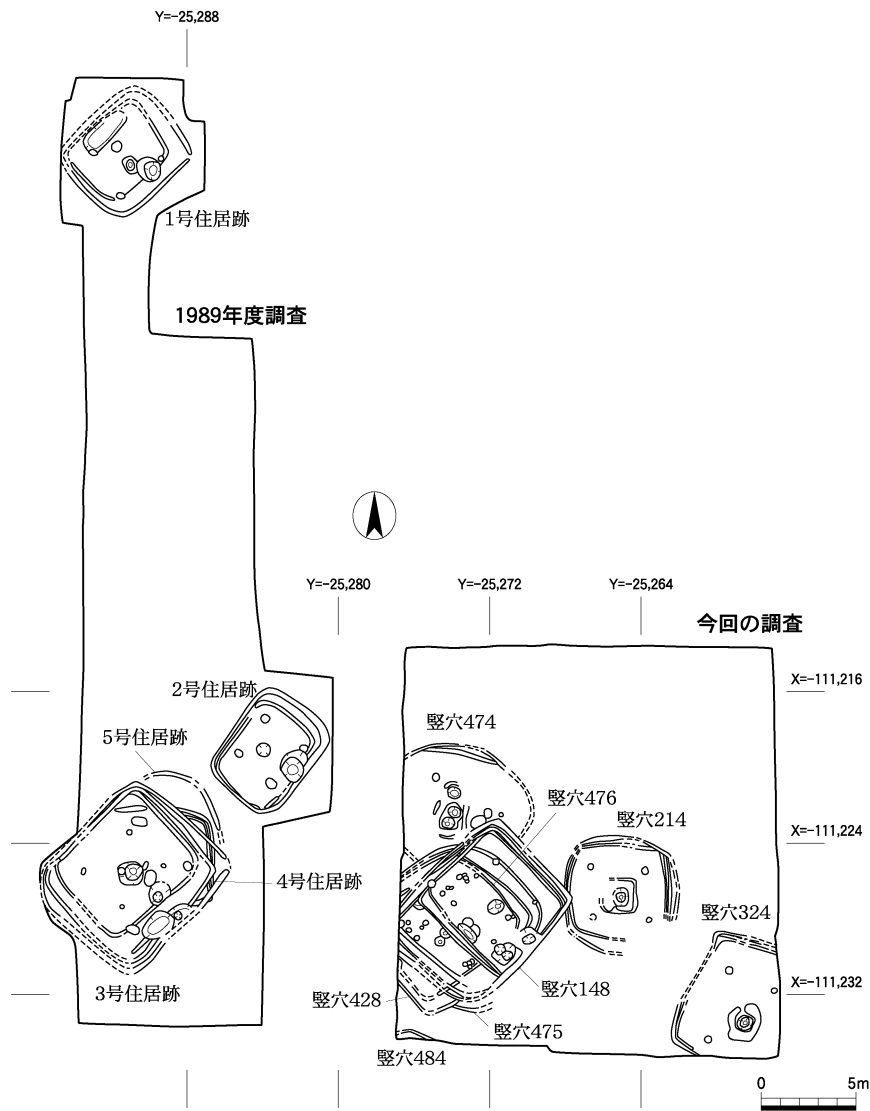 Y=-25,288
1号住居跡
1989年度調査
Y=-25,280
Y=-25,272
Y=-25,264
今回の調査
X=-111,216
2号住居跡
5号住居跡
竪穴474
竪穴476
竪穴214
X=-111,224
4号住居跡
竪穴324
3号住居跡
竪穴428
竪穴148
X=-111,232
竪穴475
竪穴484
0
5m